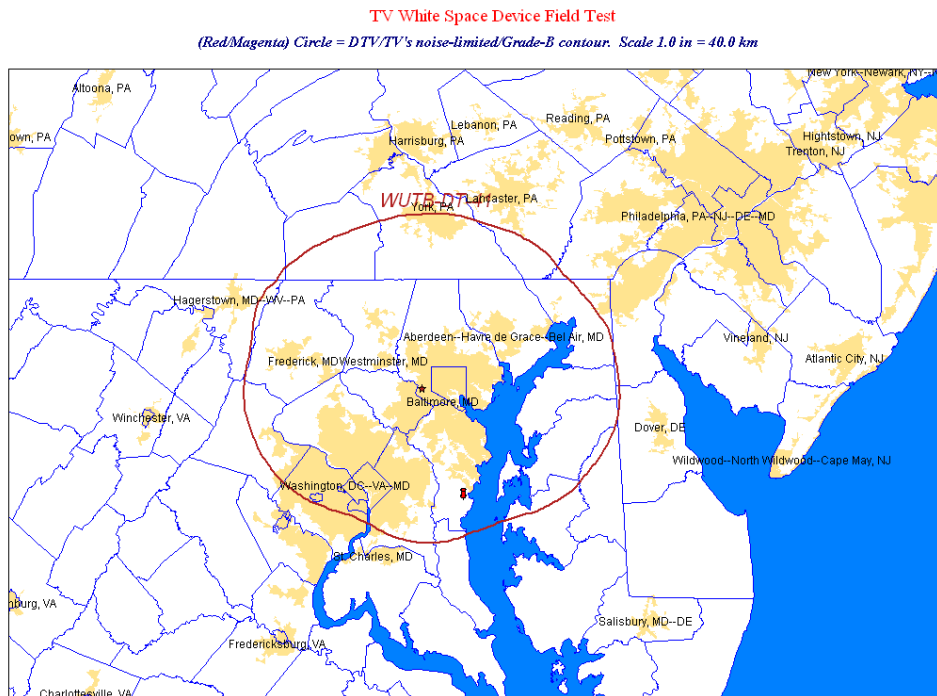 TV White Space Device Field Test
(Red/Magenta) Circle = DTV/TV's noise-limited/Grade-B contour. Scale 1.0 in = 40.0 km
New York--Newark, NY--
Altoona, PA
own, PA
Lebanon, PA
Reading, PA
Harrisburg, PA
Pottstown, PA
Hightstown, NJ
Trenton, NJ
WUTB-DT-41
Lancaster, PA
York, PA
Philadelphia, PA--NJ--DE--MD
Hagerstown, MD--WV--PA
Aberdeen--Havre de Grace--Bel Air, MD
Vineland, NJ
Frederick, MD
Westminster, MD
Atlantic City, NJ
Baltimore, MD
Winchester, VA
Dover, DE
Wildwood--North Wildwood--Cape May, NJ
Washington, DC--VA--MD
St. Charles, MD
nburg, VA
Salisbury, MD--DE
Fredericksburg, VA
Charlottesville, VA